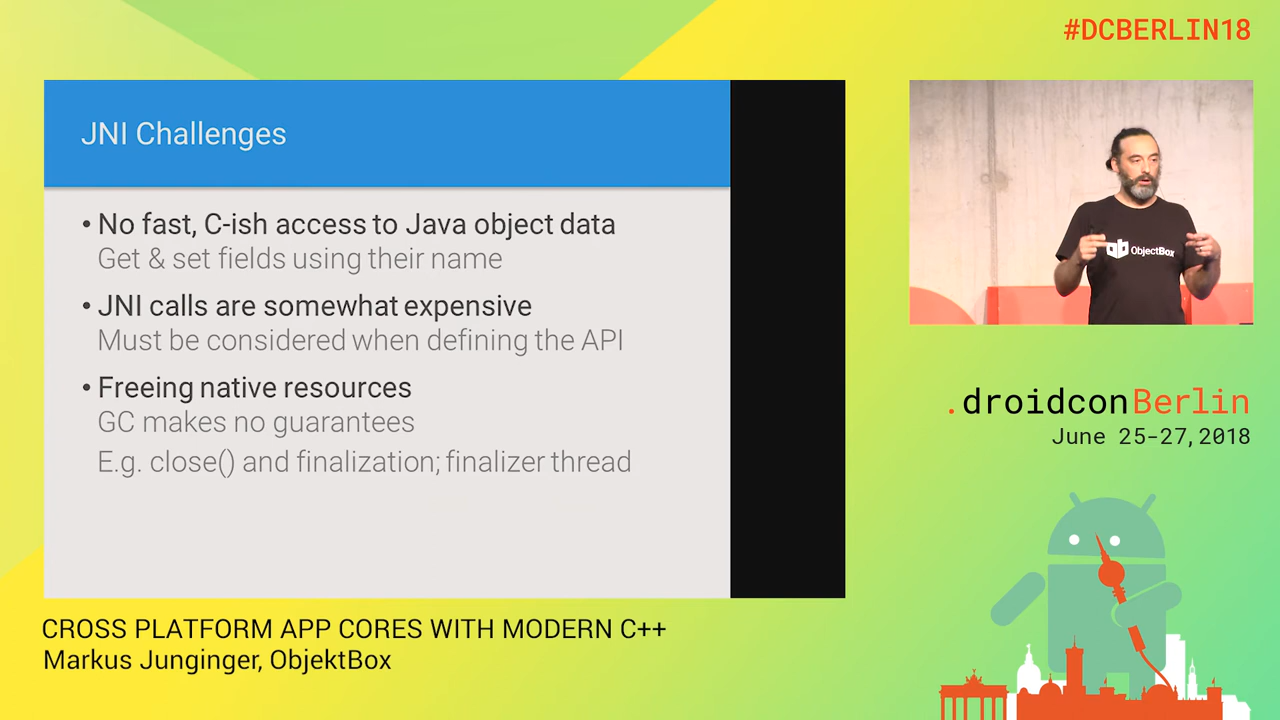 #DCBERLIN18
JNI Challenges
• No fast, C-ish access to Java object data
Get & set fields using their name
• JNI calls are somewhat expensive
Must be considered when defining the API
• Freeing native resources
GC makes no guarantees
E.g. close() and finalization; finalizer thread
ObjectBox
.droidconBerlin
June 25-27, 2018
CROSS PLATFORM APP CORES WITH MODERN C++
Markus Junginger, ObjektBox